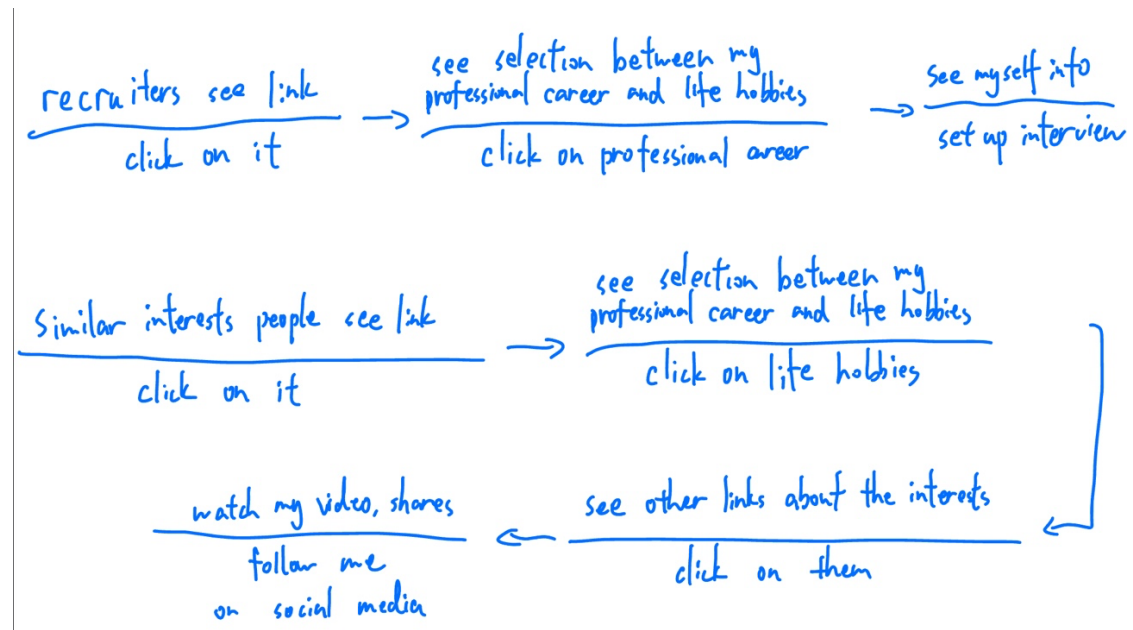 recruiters see link
click on it
see selection between my
professional career and life hobbies
click on professional career
see myself info
set up interview
Similar interests people see link
click on it
see selection between my
professional career and life hobbies
click on life hobbies
see other links about the interests
click on them
watch my video, shares
follow me
on social media